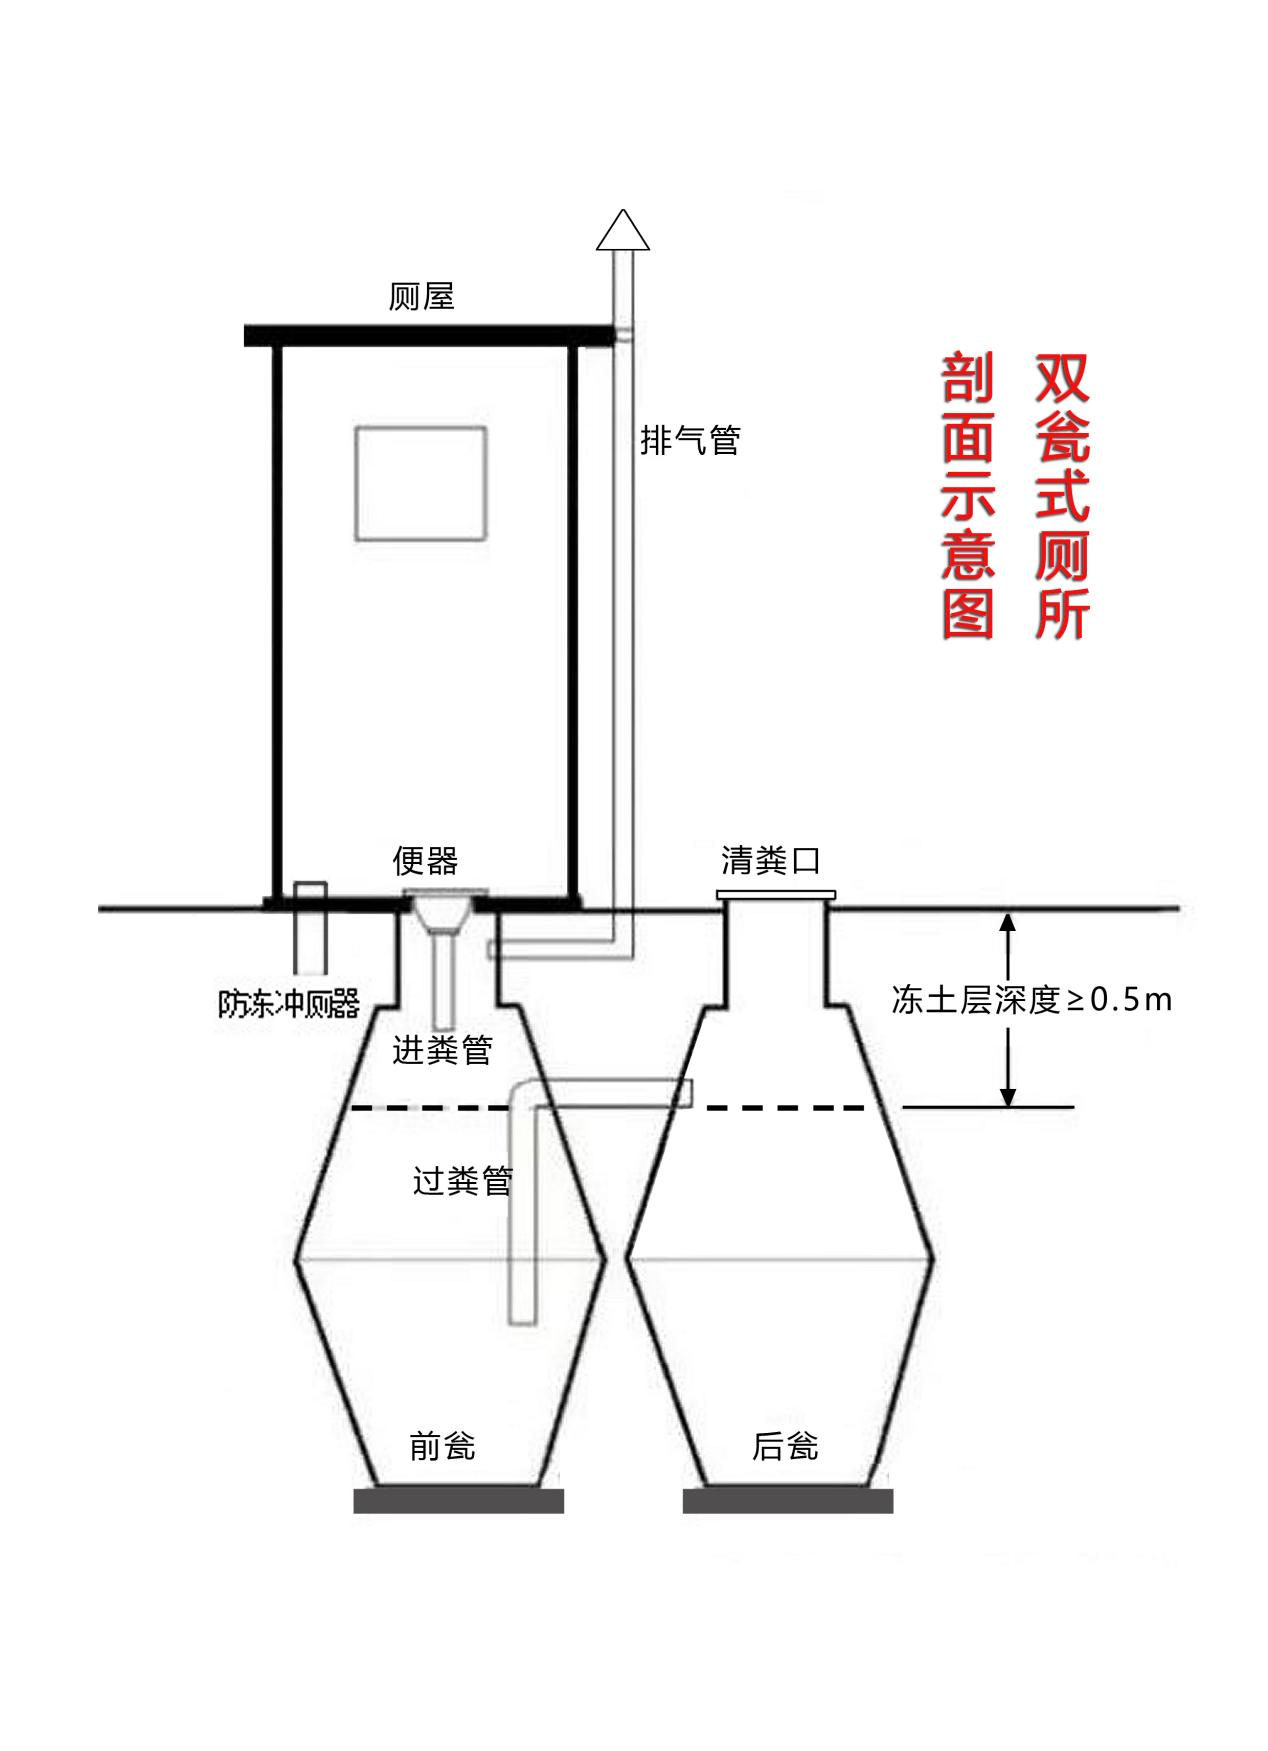 双瓮式厕所
剖面示意图
厕屋
排气管
便器
清粪口
防冻冲厕器
冻土层深度≥0.5m
进粪管
过粪管
前瓮
后瓮